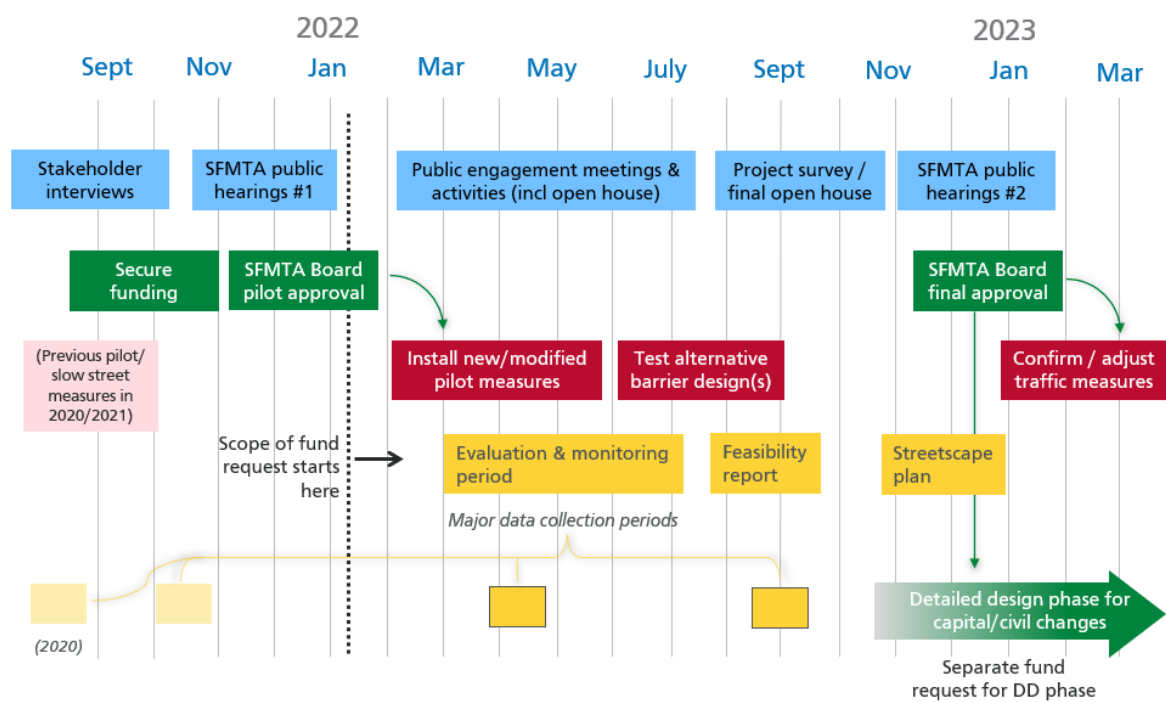 2022
2023
Sept
Nov
Jan
Mar
May
July
Sept
Nov
Jan
Mar
Stakeholder
interviews
SFMTA public
hearings #1
Public engagement meetings &
activities (incl open house)
Project survey /
final open house
SFMTA public
hearings #2
Secure
funding
SFMTA Board
pilot approval
SFMTA Board
final approval
(Previous pilot/
slow street
measures in
2020/2021)
Install new/modified
pilot measures
Test alternative
barrier design(s)
Confirm / adjust
traffic measures
Scope of fund
request starts
here
Evaluation & monitoring
period
Feasibility
report
Streetscape
plan
Major data collection periods
(2020)
Detailed design phase for
capital/civil changes
Separate fund
request for DD phase